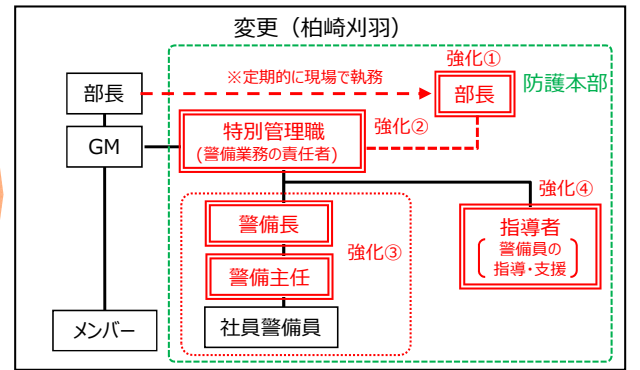 変更（柏崎刈羽）
強化①
防護本部
※定期的に現場で執務
部長
部長
強化②
特別管理職
(警備業務の責任者)
GM
強化④
警備長
指導者
警備員の
指導・支援
強化③
警備主任
社員警備員
メンバー